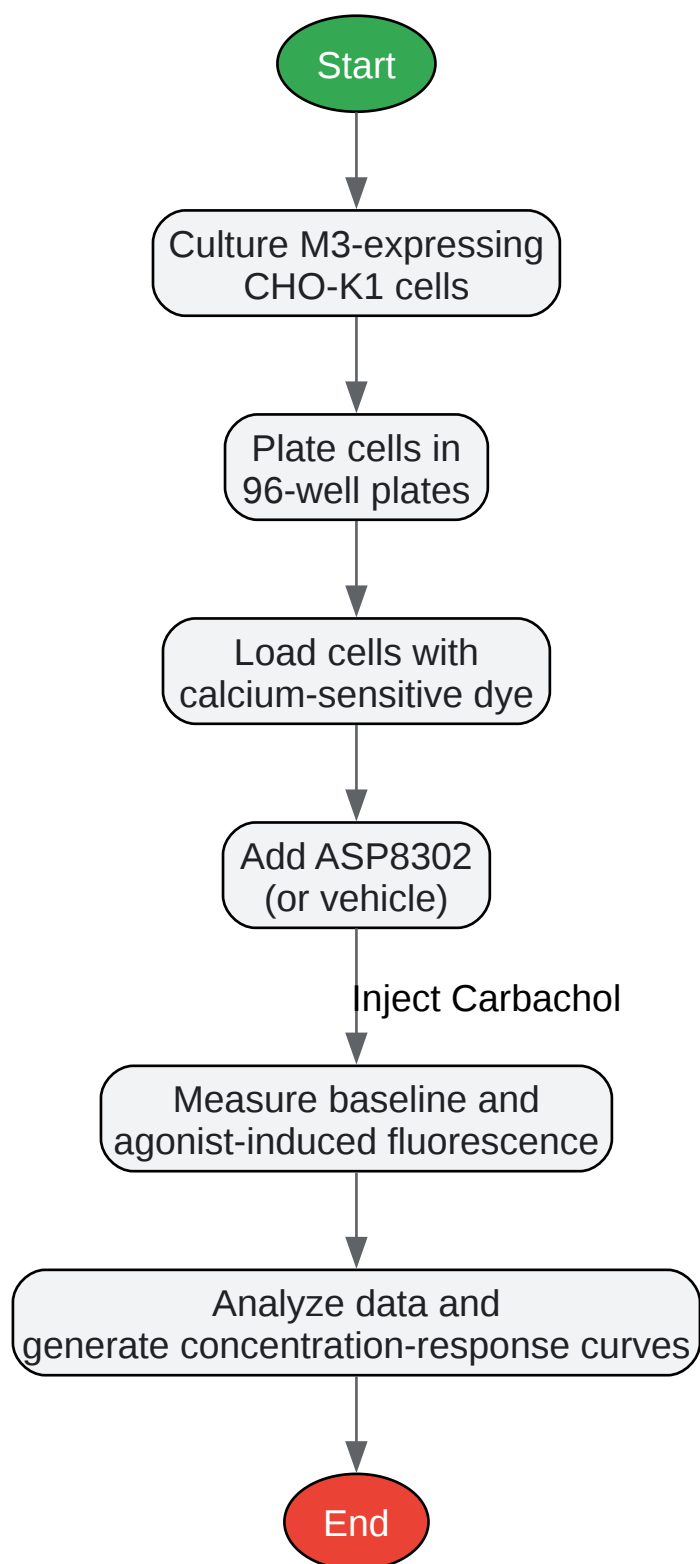 Start
Culture M3-expressing
CHO-K1 cells
Plate cells in
96-well plates
Load cells with
calcium-sensitive dye
Add ASP8302
(or vehicle)
Inject Carbachol
Measure baseline and
agonist-induced fluorescence
Analyze data and
generate concentration-response curves
End